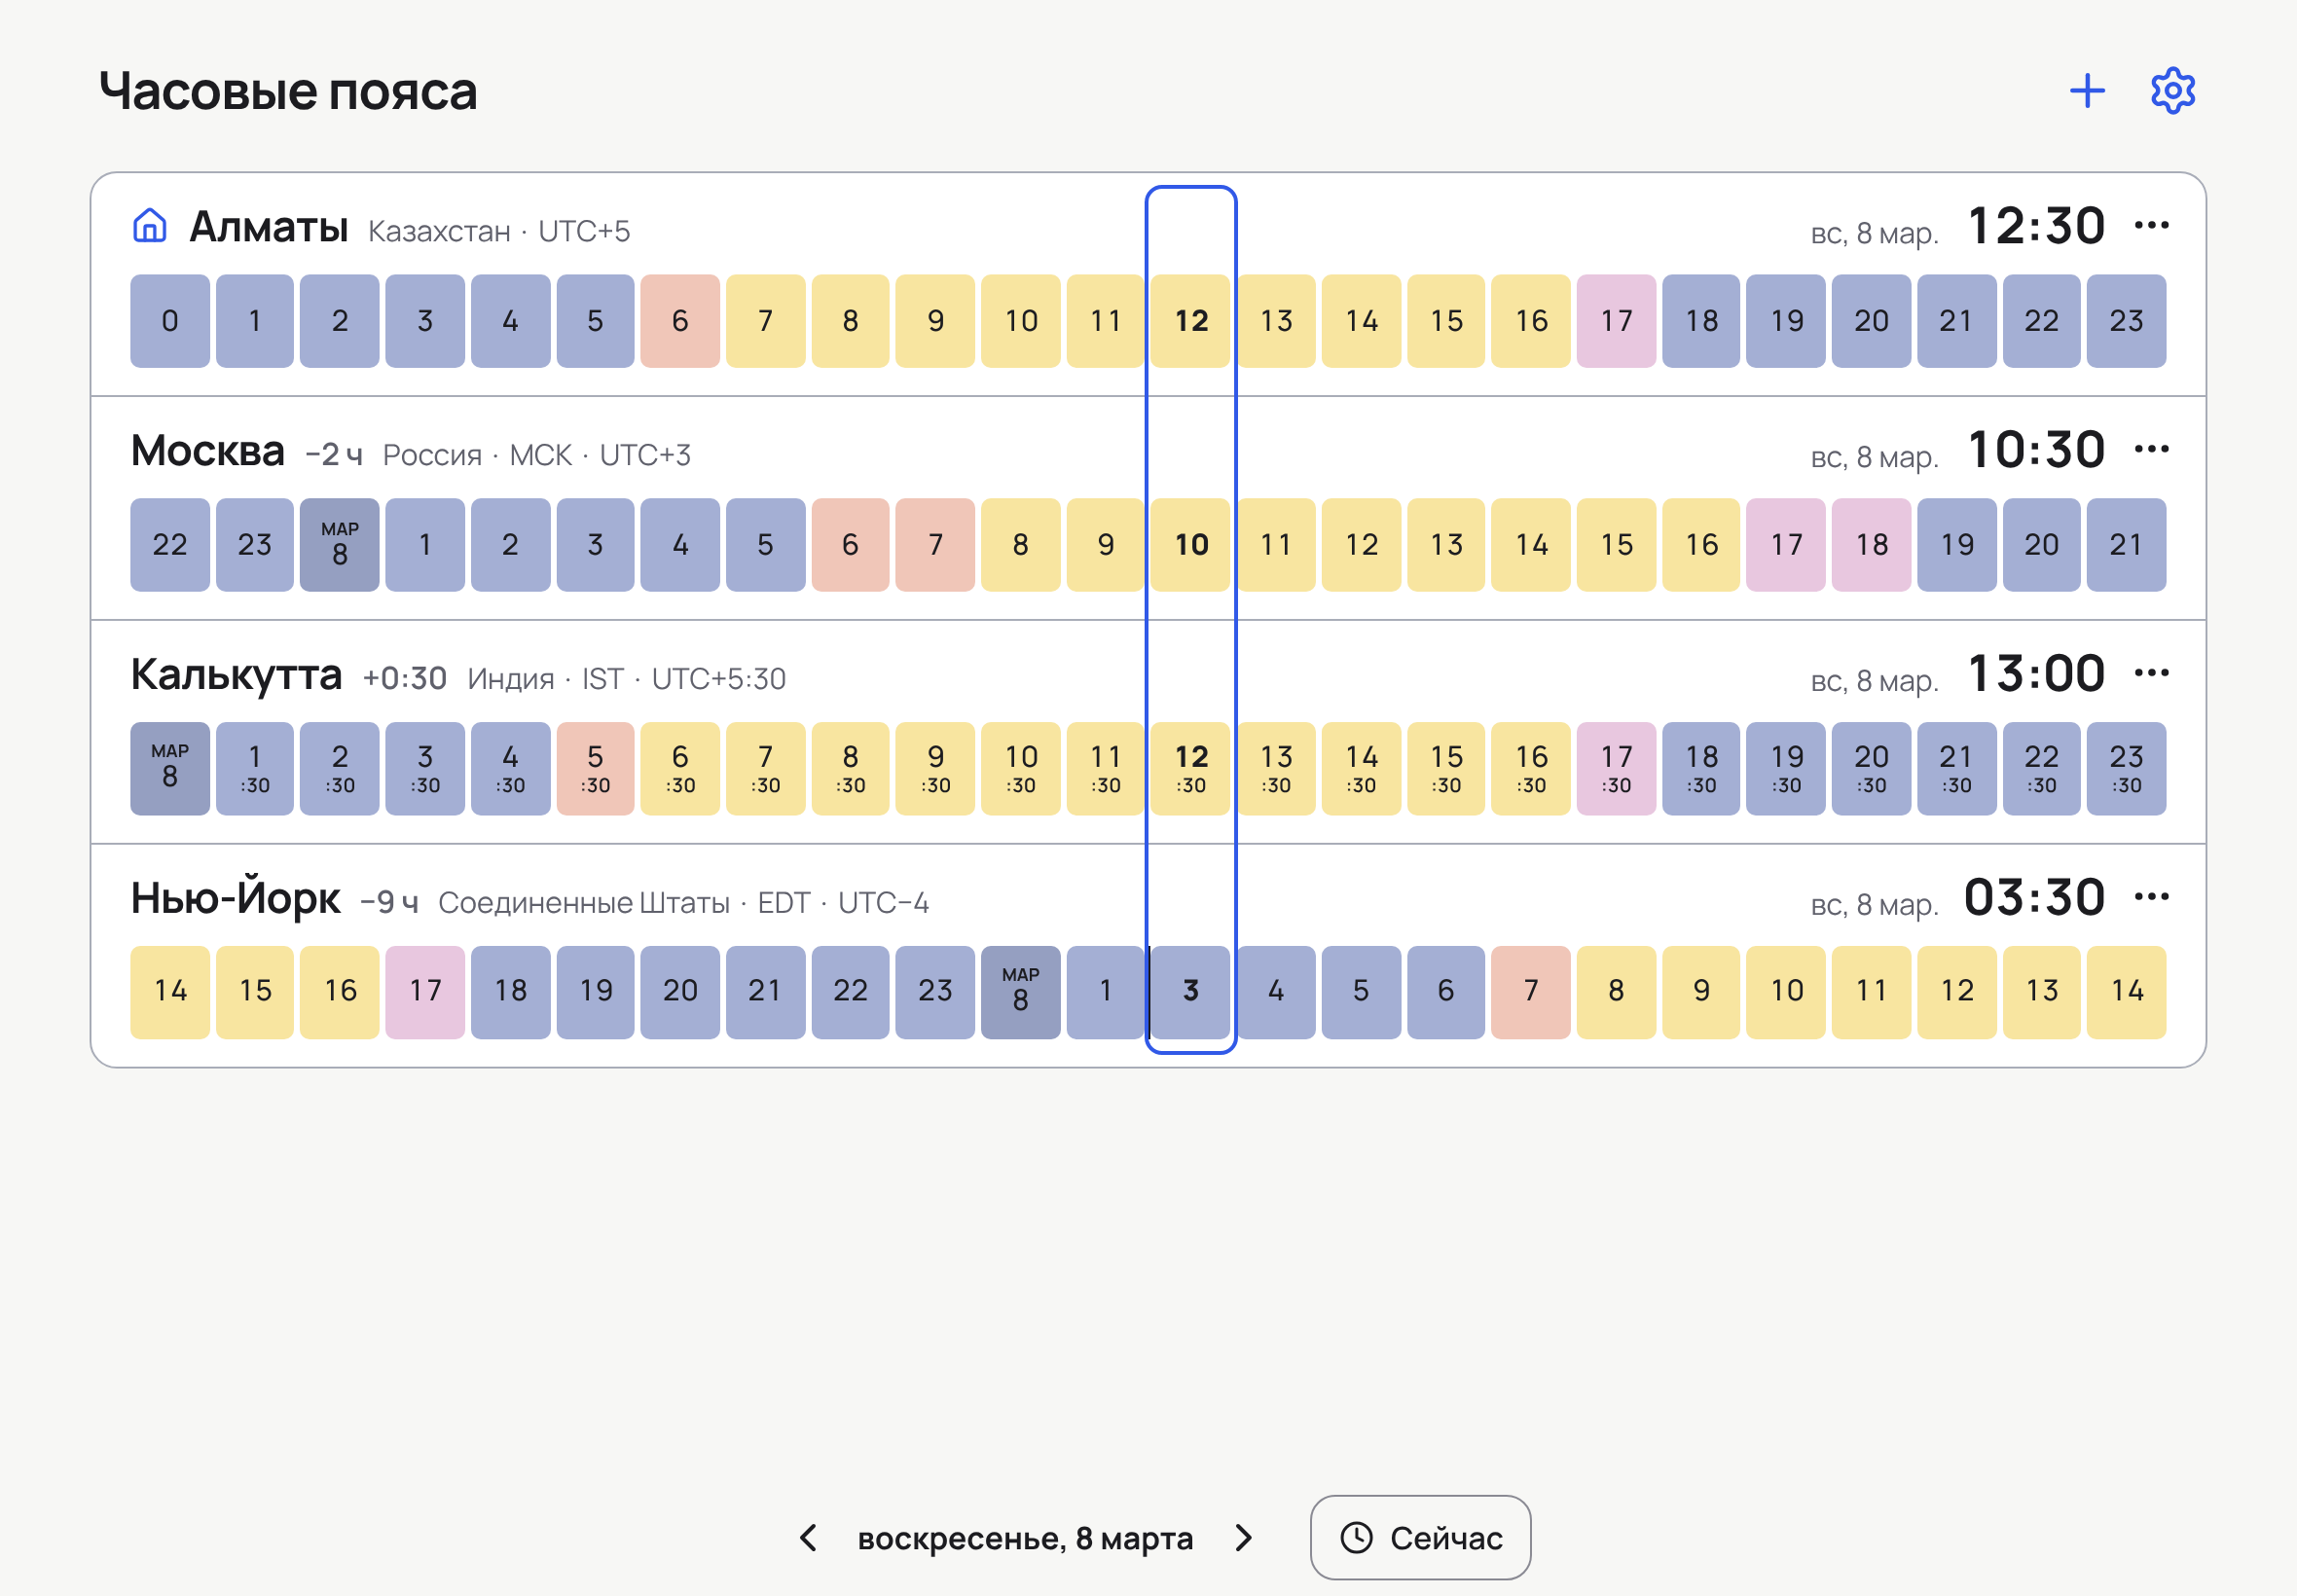 Часовые пояса
Алматы Казахстан · UTC+5 вс, 8 мар. 12:30
0 1 2 3 4 5 6 7 8 9 10 11 12 13 14 15 16 17 18 19 20 21 22 23
Москва −2 ч Россия · МСК · UTC+3 вс, 8 мар. 10:30
22 23 МАР 8 1 2 3 4 5 6 7 8 9 10 11 12 13 14 15 16 17 18 19 20 21
Калькутта +0:30 Индия · IST · UTC+5:30 вс, 8 мар. 13:00
МАР 8 1:30 2:30 3:30 4:30 5:30 6:30 7:30 8:30 9:30 10:30 11:30 12:30 13:30 14:30 15:30 16:30 17:30 18:30 19:30 20:30 21:30 22:30 23:30
Нью-Йорк −9 ч Соединенные Штаты · EDT · UTC−4 вс, 8 мар. 03:30
14 15 16 17 18 19 20 21 22 23 МАР 8 1 3 4 5 6 7 8 9 10 11 12 13 14
воскресенье, 8 марта Сейчас